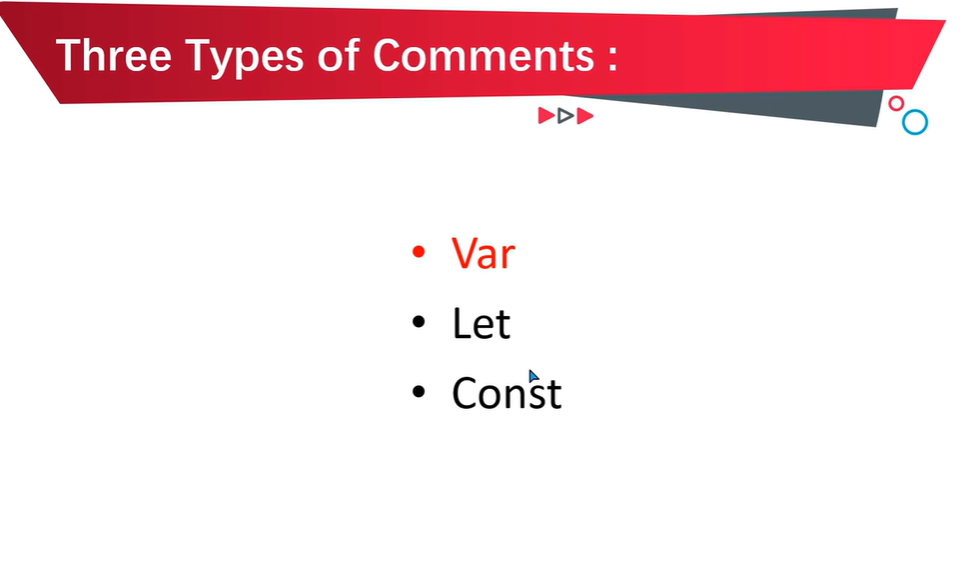 Three Types of Comments :
• Var
• Let
• Const